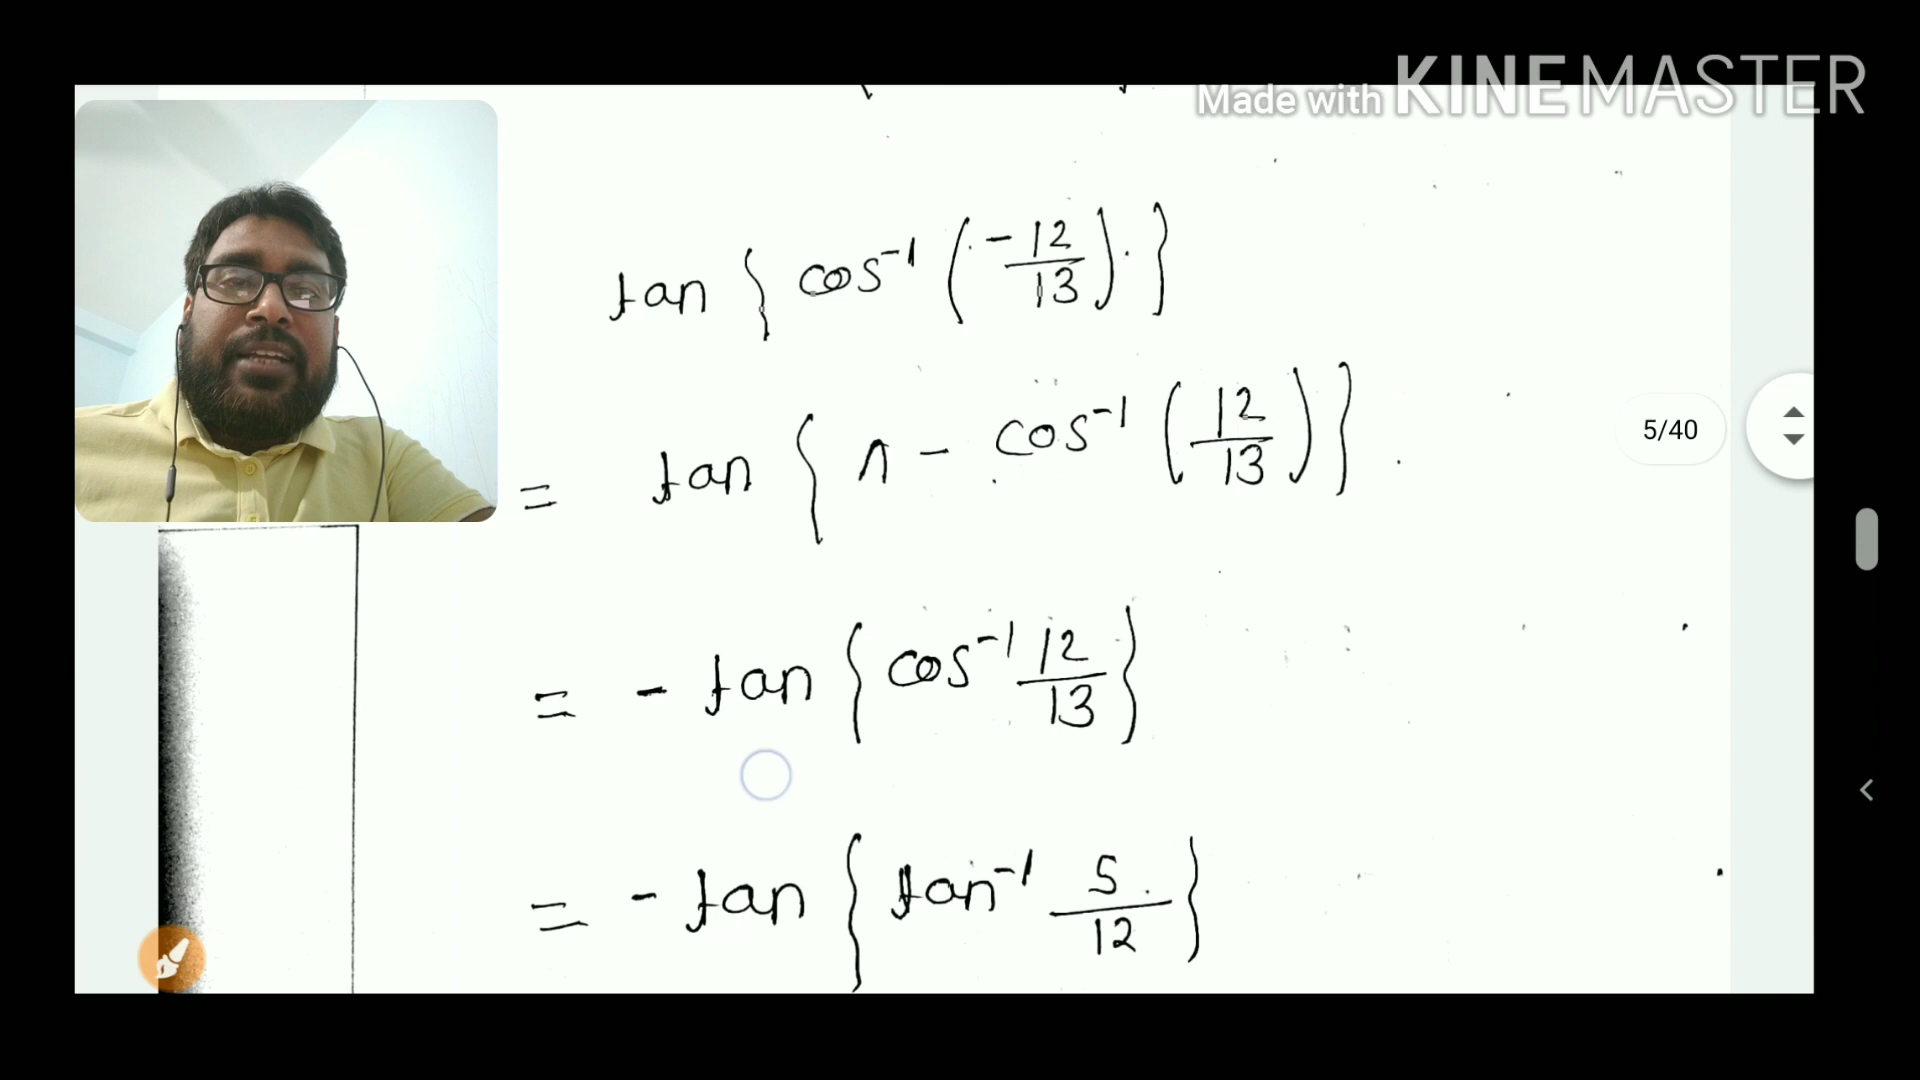 Made with KINEMASTER
tan { cos⁻¹ ( -12/13 ) }
= tan { π - cos⁻¹ ( 12/13 ) }
5/40
= - tan { cos⁻¹ 12/13 }
= - tan { tan⁻¹ 5/12 }